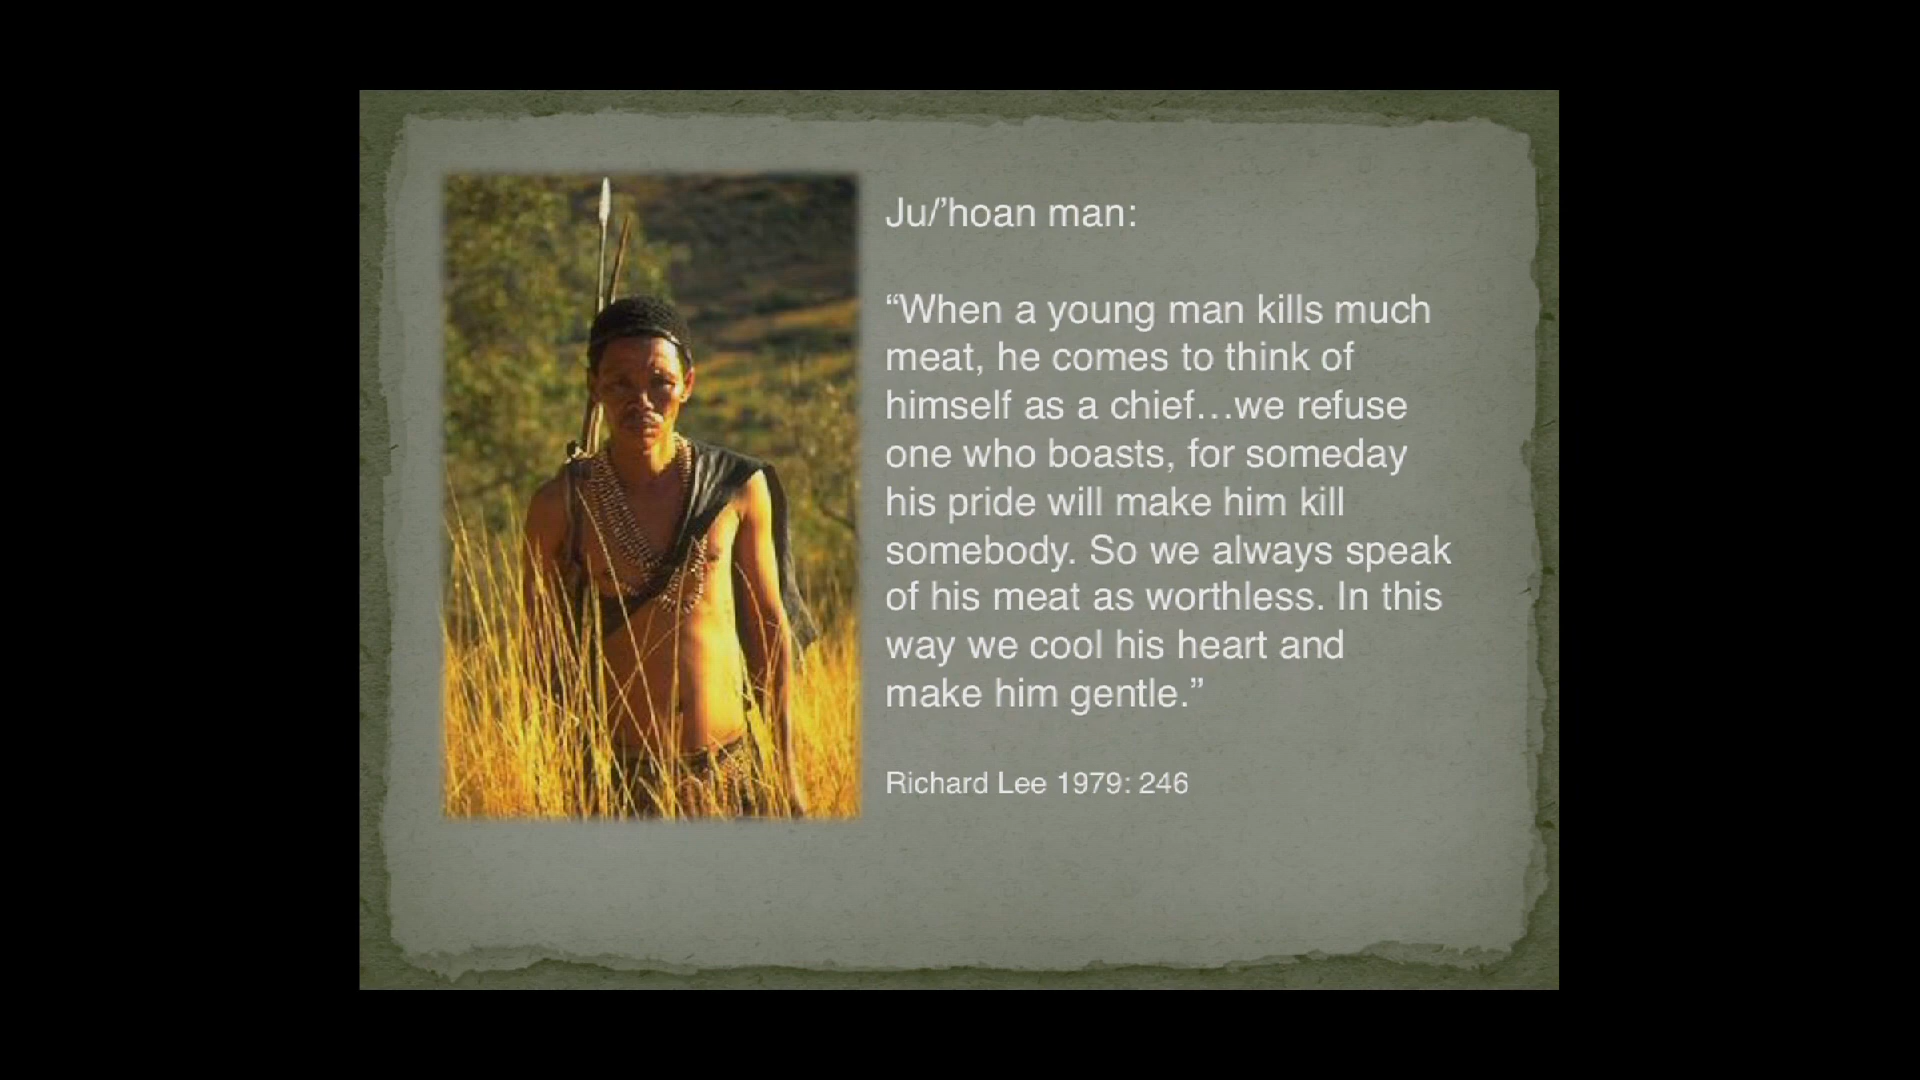 Ju/’hoan man:
“When a young man kills much
meat, he comes to think of
himself as a chief…we refuse
one who boasts, for someday
his pride will make him kill
somebody. So we always speak
of his meat as worthless. In this
way we cool his heart and
make him gentle.”
Richard Lee 1979: 246